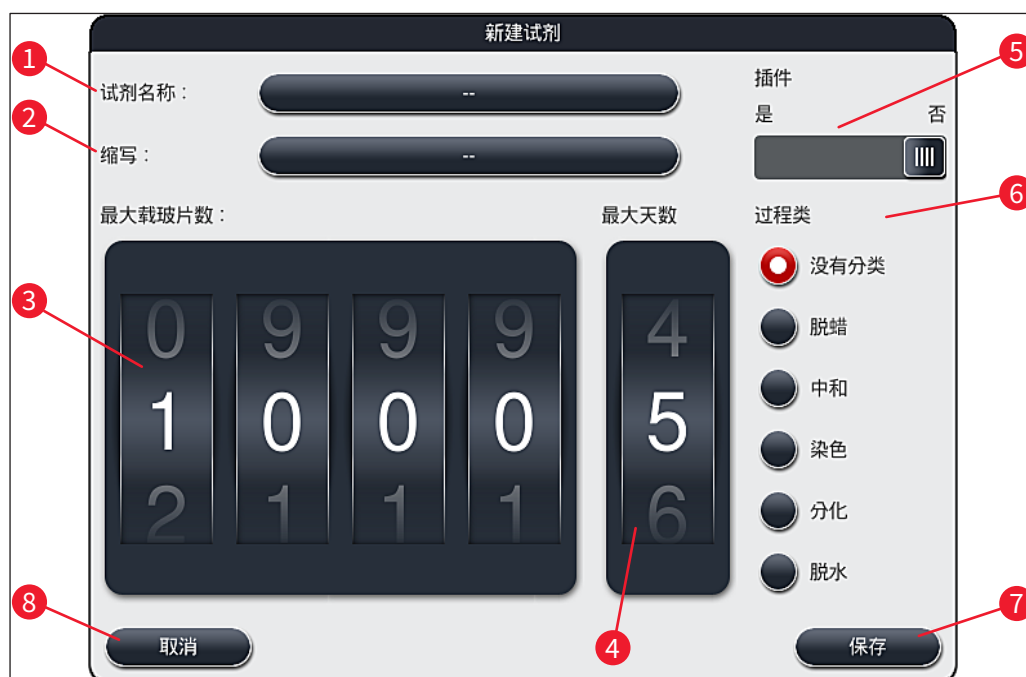 新建试剂
1
试剂名称：
--
插件
5
2
是
否
缩写：
--
6
最大载玻片数：
最大天数
过程类
没有分类
3
0 9 9 9
4
脱蜡
中和
1 0 0 0
5
染色
2 1 1 1
6
分化
脱水
8
取消
4
保存
7